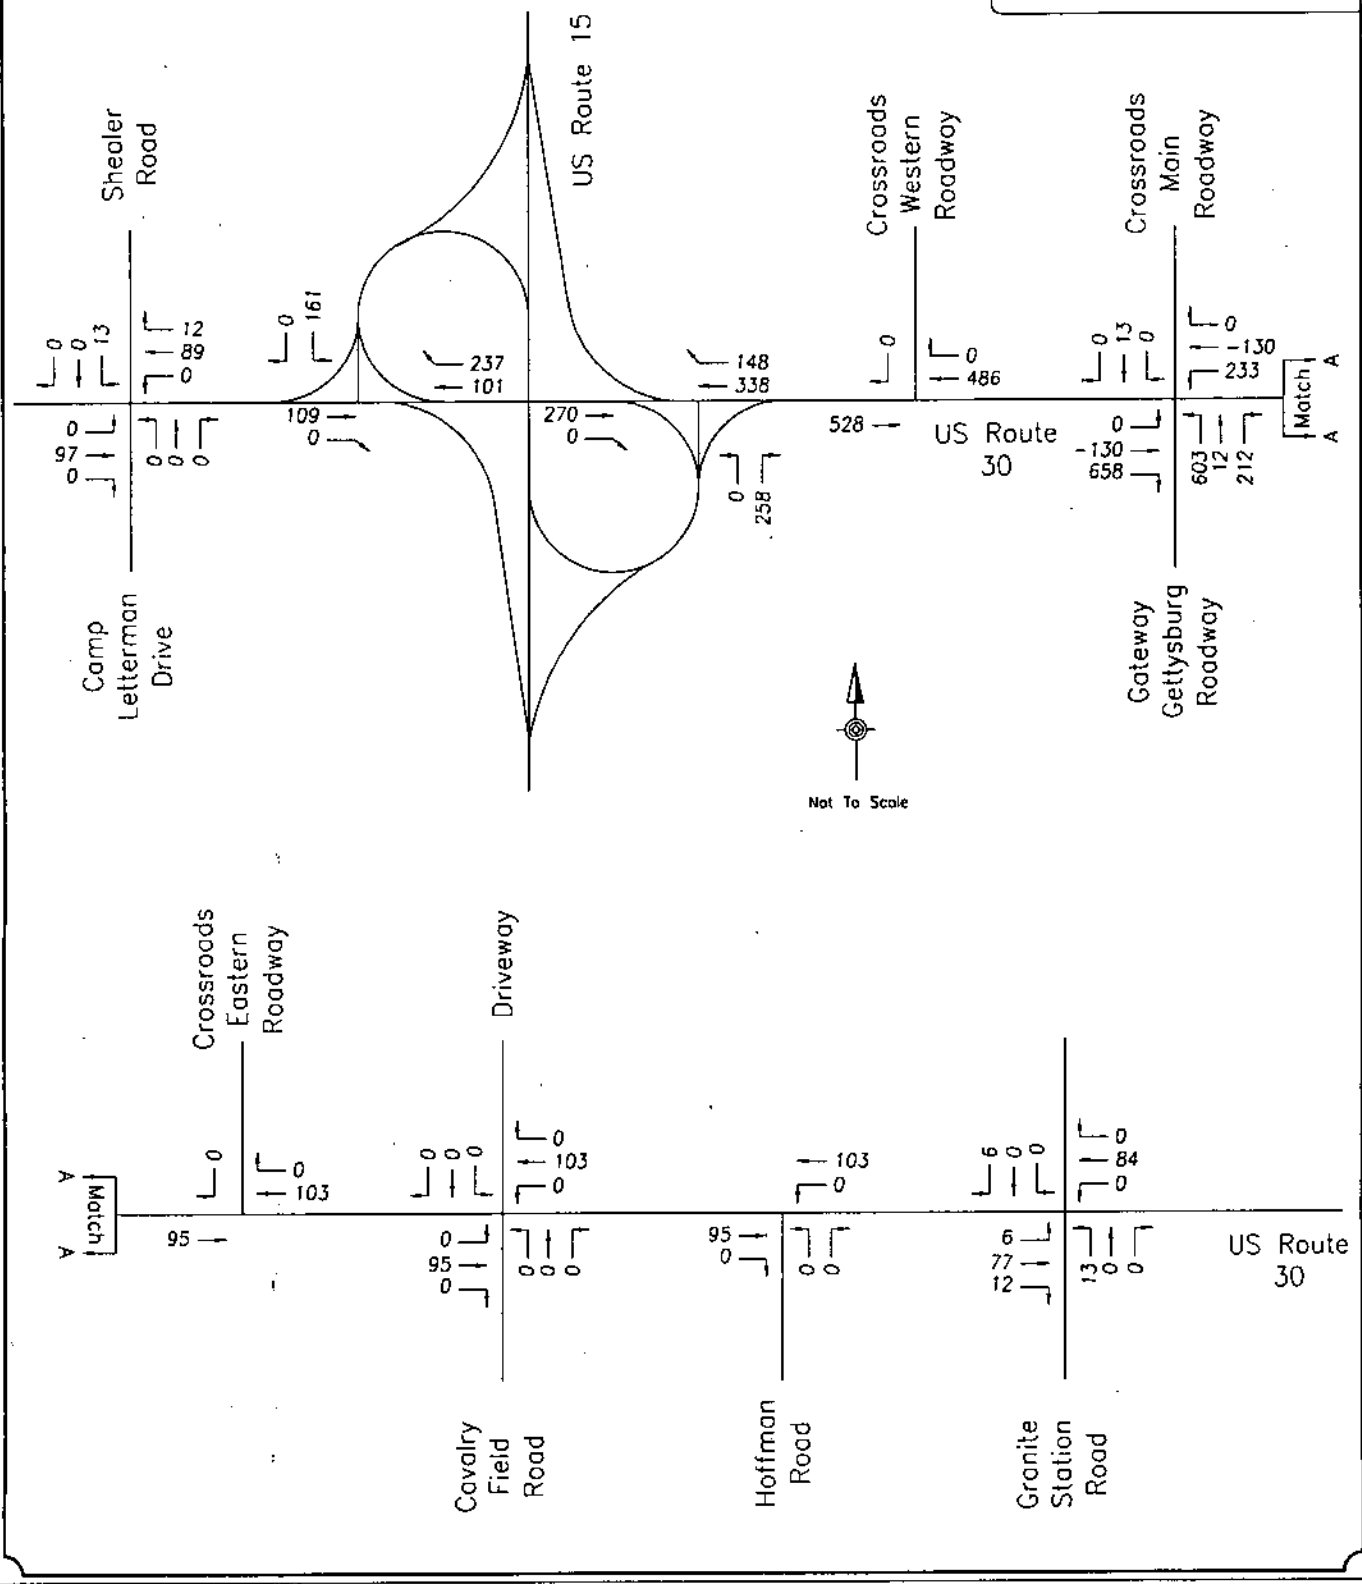 Shealer
Road
0
0
13
12
89
0
0
97
0
0
0
0
Camp
Letterman
Drive
US Route 15
0
161
237
101
109
0
270
0
148
338
0
258
Crossroads
Western
Roadway
0
0
486
528
US Route
30
Crossroads
Main
Roadway
0
13
0
0
-130
233
0
-130
658
603
12
212
Match
A
A
Gateway
Gettysburg
Roadway
Not To Scale
Crossroads
Eastern
Roadway
A
A
Match
0
0
103
95
Driveway
0
0
0
0
103
0
0
95
0
0
0
0
Cavalry
Field
Road
103
0
95
0
0
0
Hoffman
Road
6
0
0
0
84
0
6
77
12
13
0
0
US Route
30
Granite
Station
Road